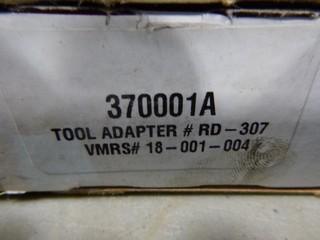 370001A
TOOL ADAPTER # RD-307
VMRS# 18-001-004